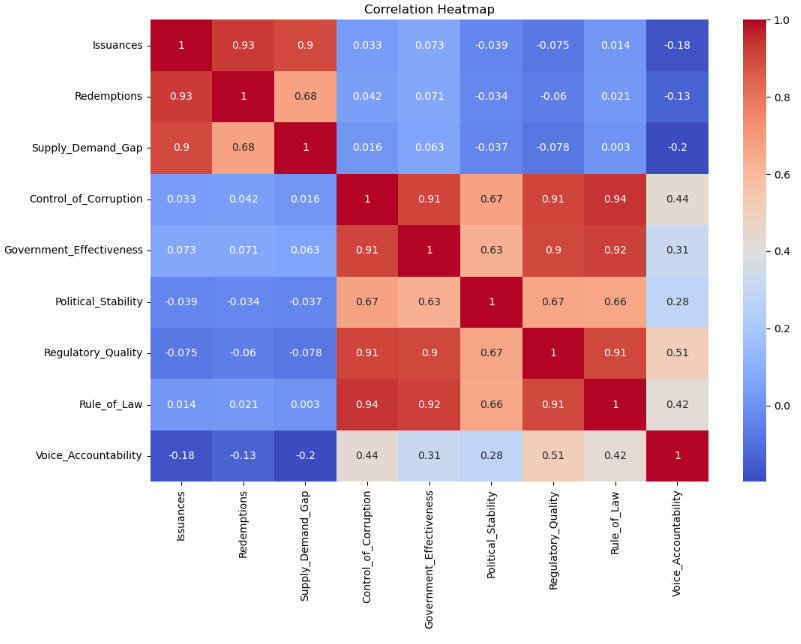 Correlation Heatmap
Issuances 1 0.93 0.9 0.033 0.073 -0.039 -0.075 0.014 -0.18 1.0
Redemptions 0.93 1 0.68 0.042 0.071 -0.034 -0.06 0.021 -0.13 0.8
Supply_Demand_Gap 0.9 0.68 1 0.016 0.063 -0.037 -0.078 0.003 -0.2
Control_of_Corruption 0.033 0.042 0.016 1 0.91 0.67 0.91 0.94 0.44 0.6
Government_Effectiveness 0.073 0.071 0.063 0.91 1 0.63 0.9 0.92 0.31
Political_Stability -0.039 -0.034 -0.037 0.67 0.63 1 0.67 0.66 0.28 0.4
Regulatory_Quality -0.075 -0.06 -0.078 0.91 0.9 0.67 1 0.91 0.51 0.2
Rule_of_Law 0.014 0.021 0.003 0.94 0.92 0.66 0.91 1 0.42 0.0
Voice_Accountability -0.18 -0.13 -0.2 0.44 0.31 0.28 0.51 0.42 1
Issuances
Redemptions
Supply_Demand_Gap
Control_of_Corruption
Government_Effectiveness
Political_Stability
Regulatory_Quality
Rule_of_Law
Voice_Accountability